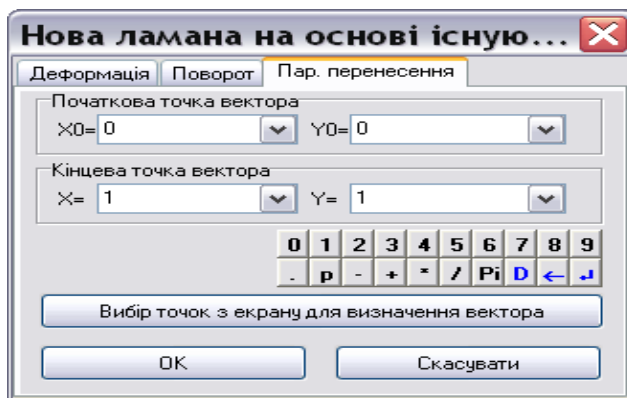 Нова ламана на основі існую...
Деформація Поворот Пар. перенесення
Початкова точка вектора
X0= 0 Y0= 0
Кінцева точка вектора
X= 1 Y= 1
0 1 2 3 4 5 6 7 8 9
. p - + * / Pi D ← ↵
Вибір точок з екрану для визначення вектора
OK Скасувати